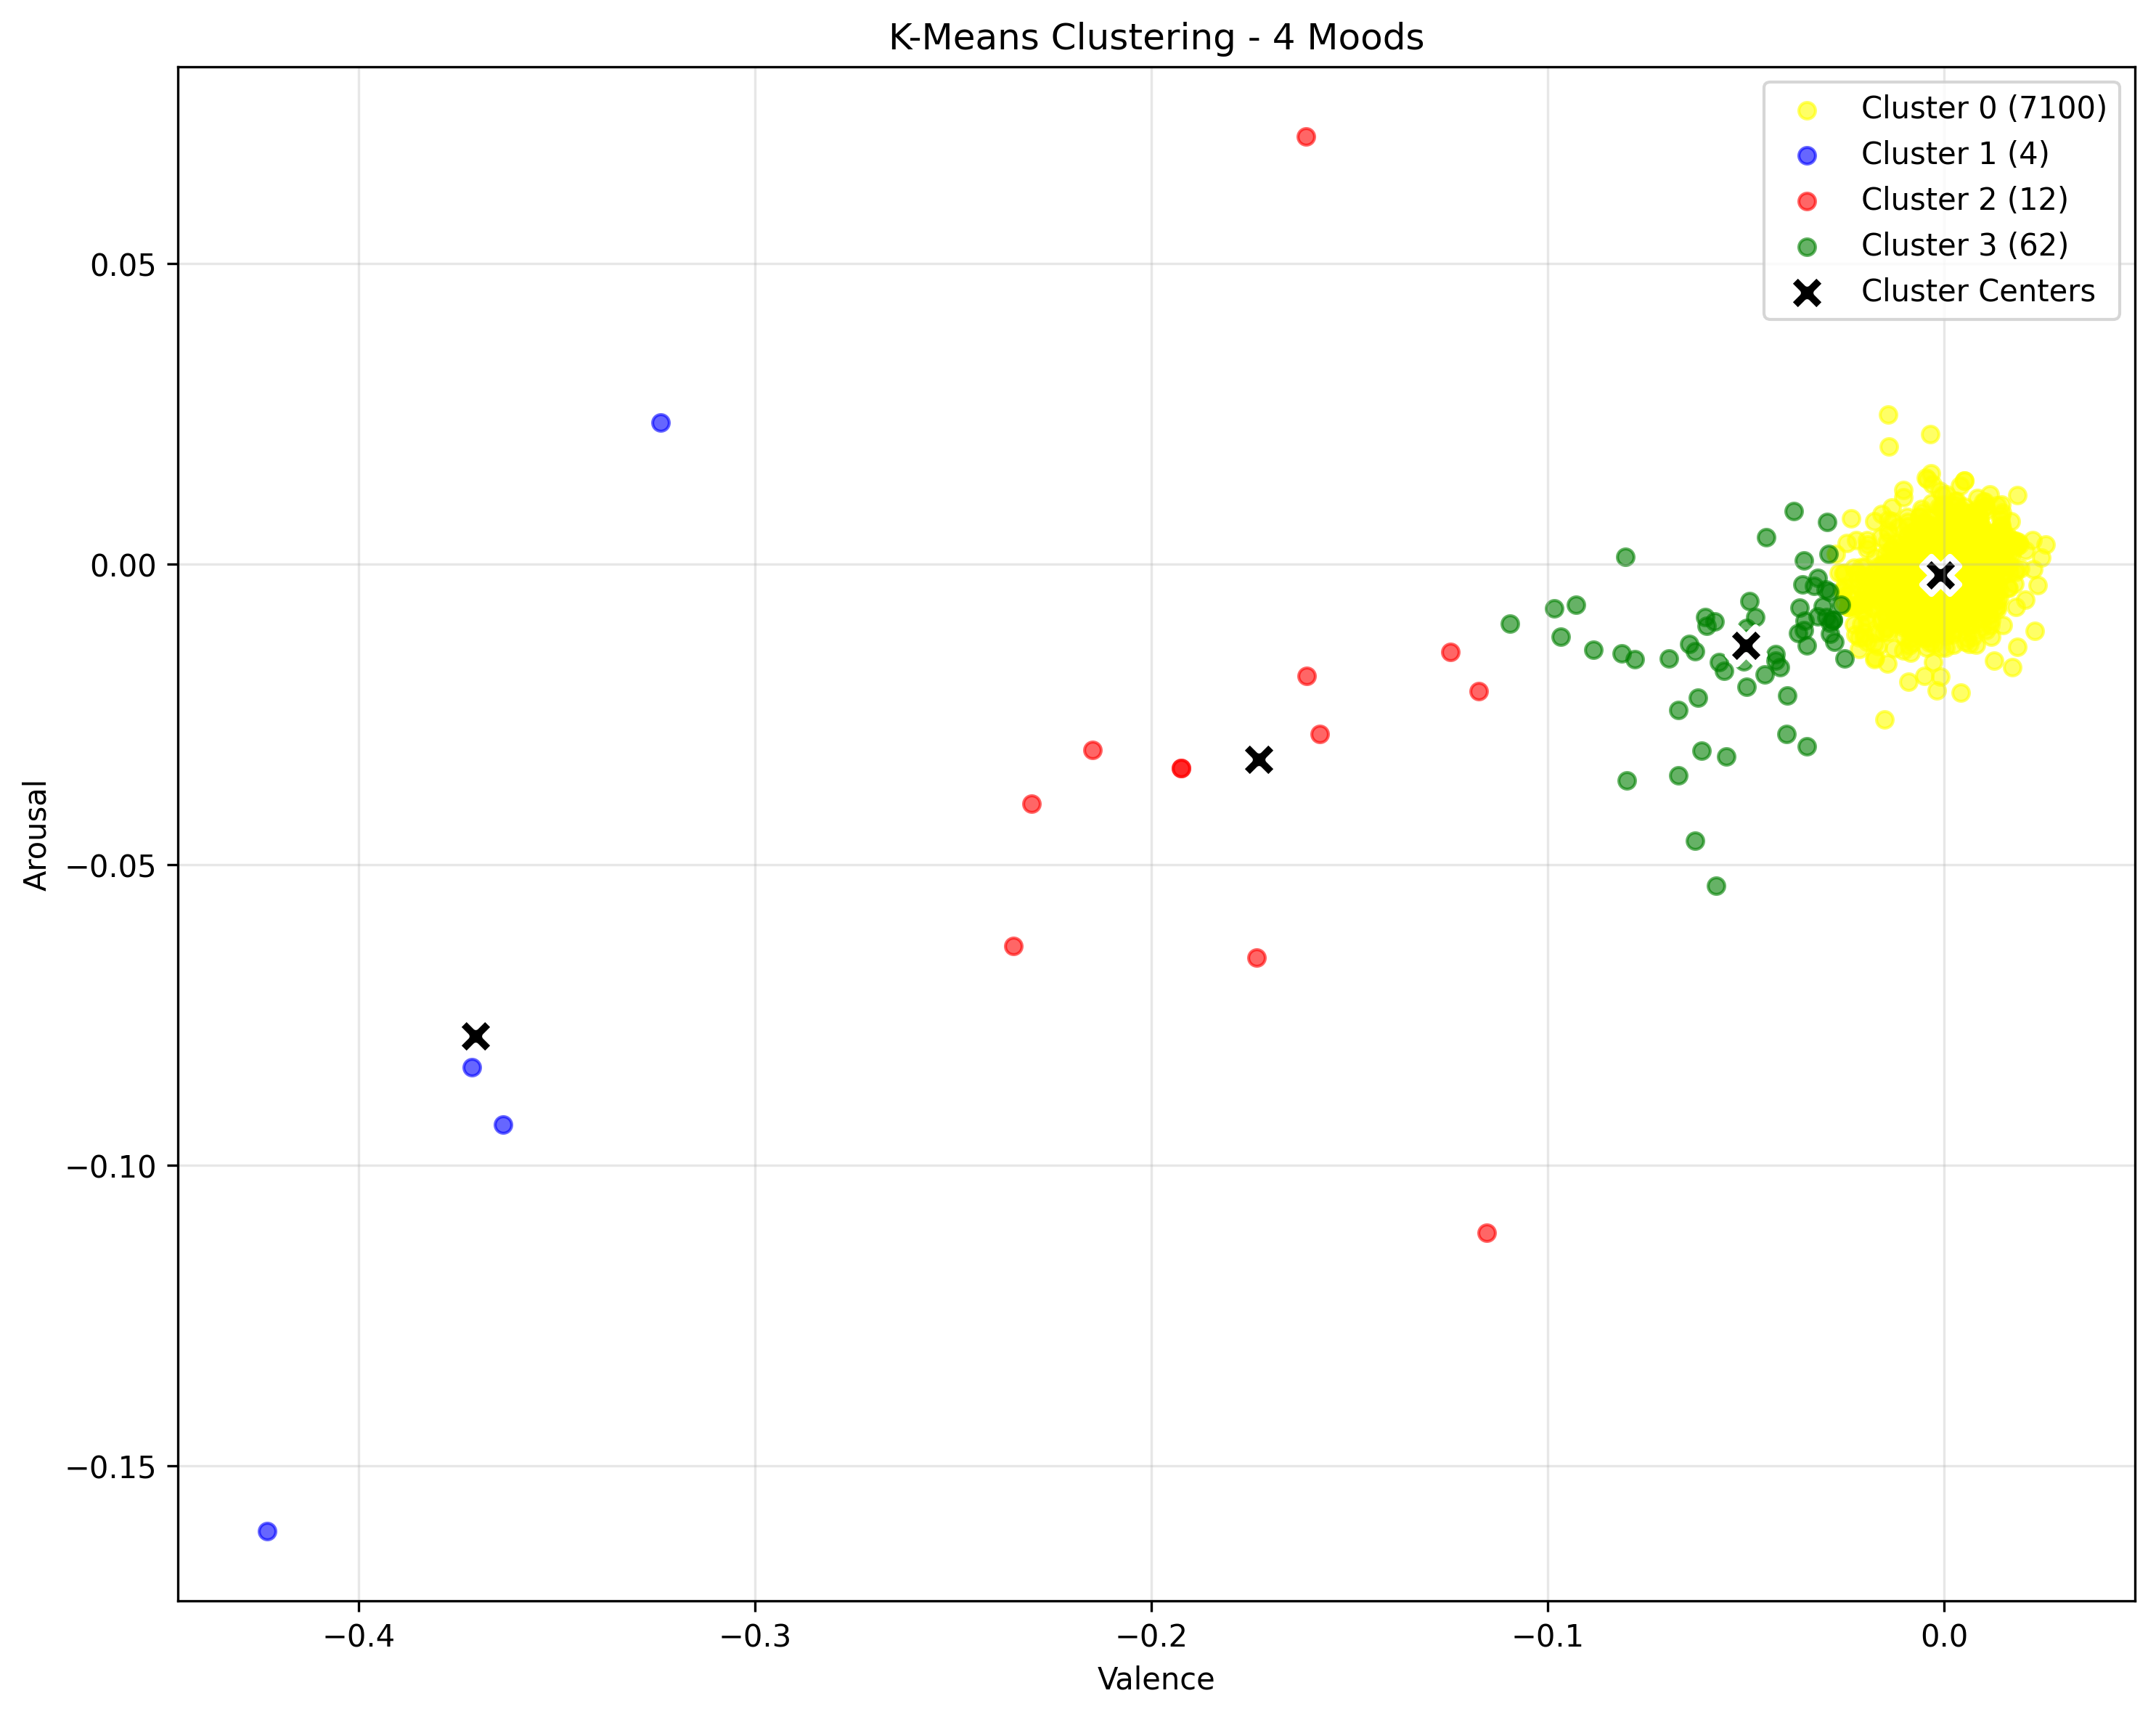 K-Means Clustering - 4 Moods
Cluster 0 (7100)
Cluster 1 (4)
Cluster 2 (12)
Cluster 3 (62)
Cluster Centers
Arousal
0.05
0.00
−0.05
−0.10
−0.15
−0.4
−0.3
−0.2
−0.1
0.0
Valence